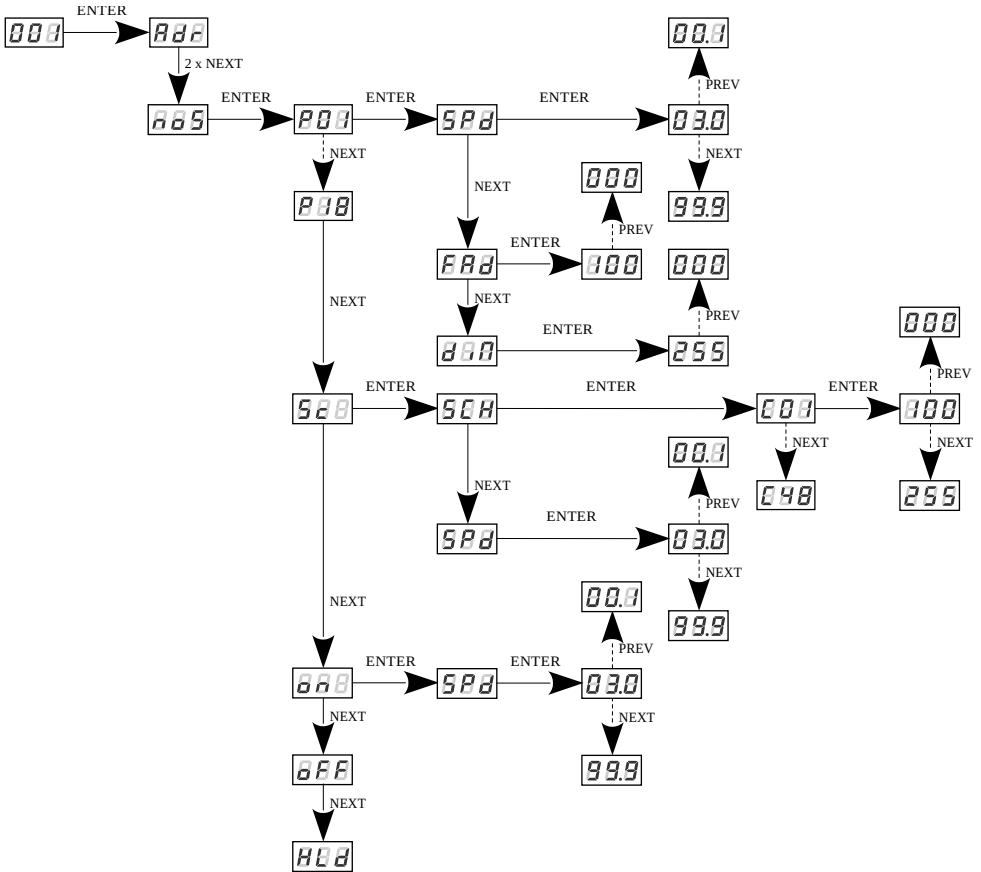 ENTER
001 Adr 00.1
2 x NEXT PREV
ENTER ENTER ENTER
noS P01 SPd 03.0
NEXT NEXT
000
NEXT
P18 99.9
PREV
ENTER
FAd 100 000
NEXT NEXT PREV
ENTER 000
diM 255
PREV
ENTER ENTER ENTER
Sc SCH C01 100
00.1 NEXT NEXT
NEXT C48 255
PREV
ENTER
SPd 03.0
NEXT
00.1
NEXT
99.9
PREV
ENTER ENTER
on SPd 03.0
NEXT NEXT
oFF 99.9
NEXT
HLd